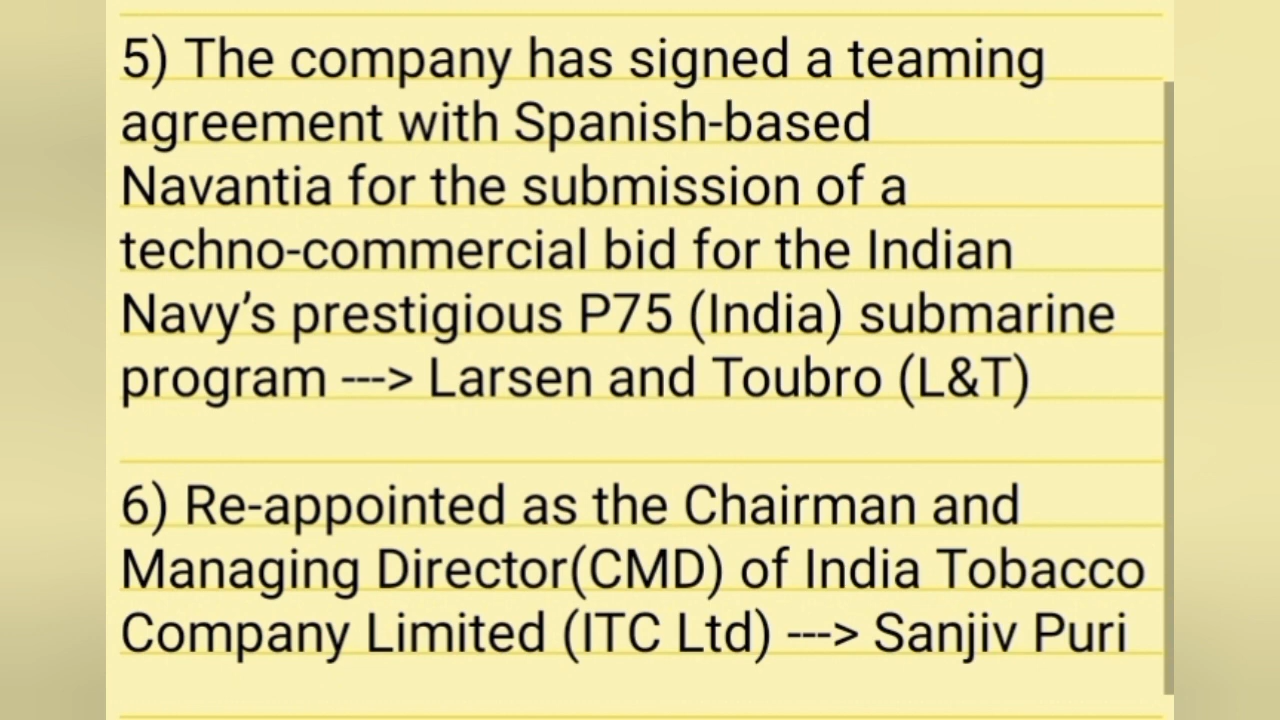 5) The company has signed a teaming
agreement with Spanish-based
Navantia for the submission of a
techno-commercial bid for the Indian
Navy’s prestigious P75 (India) submarine
program ---> Larsen and Toubro (L&T)
6) Re-appointed as the Chairman and
Managing Director(CMD) of India Tobacco
Company Limited (ITC Ltd) ---> Sanjiv Puri